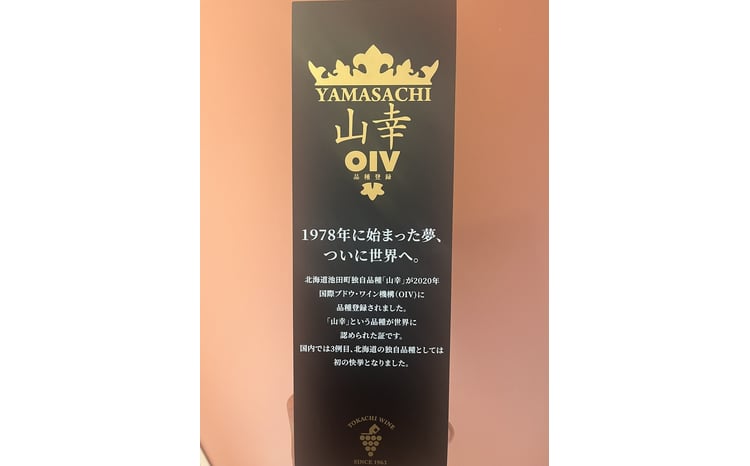 YAMASACHI
山幸
OIV
品種登録
1978年に始まった夢、
ついに世界へ。
北海道池田町独自品種「山幸」が2020年
国際ブドウ・ワイン機構(OIV)に
品種登録されました。
「山幸」という品種が世界に
認められた証です。
国内では3例目、北海道の独自品種としては
初の快挙となりました。
TOKACHI WINE
SINCE 1963